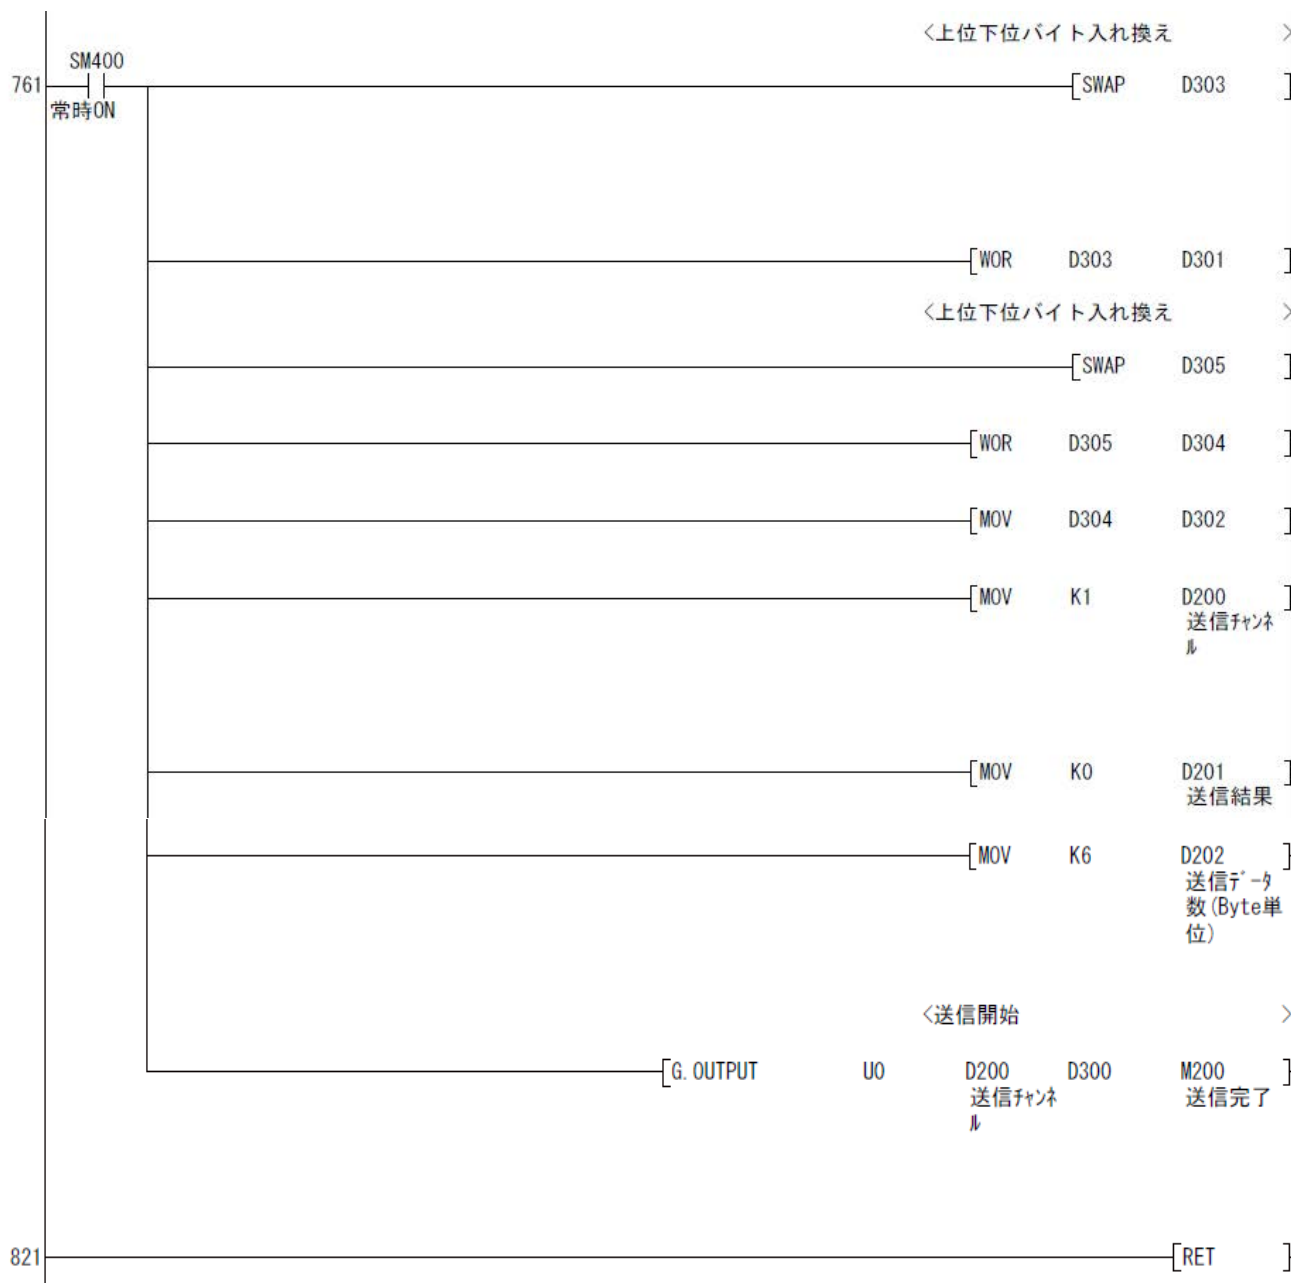 <上位下位バイト入れ換え >
SM400
761 [SWAP D303 ]
常時ON
[WOR D303 D301 ]
<上位下位バイト入れ換え >
[SWAP D305 ]
[WOR D305 D304 ]
[MOV D304 D302 ]
[MOV K1 D200 ]
送信ﾁｬﾝﾈ
ﾙ
[MOV K0 D201 ]
送信結果
[MOV K6 D202 ]
送信ﾃﾞｰﾀ
数(Byte単
位)
<送信開始 >
[G.OUTPUT U0 D200 D300 M200 ]
送信ﾁｬﾝﾈ 送信完了
ﾙ
821 [RET ]